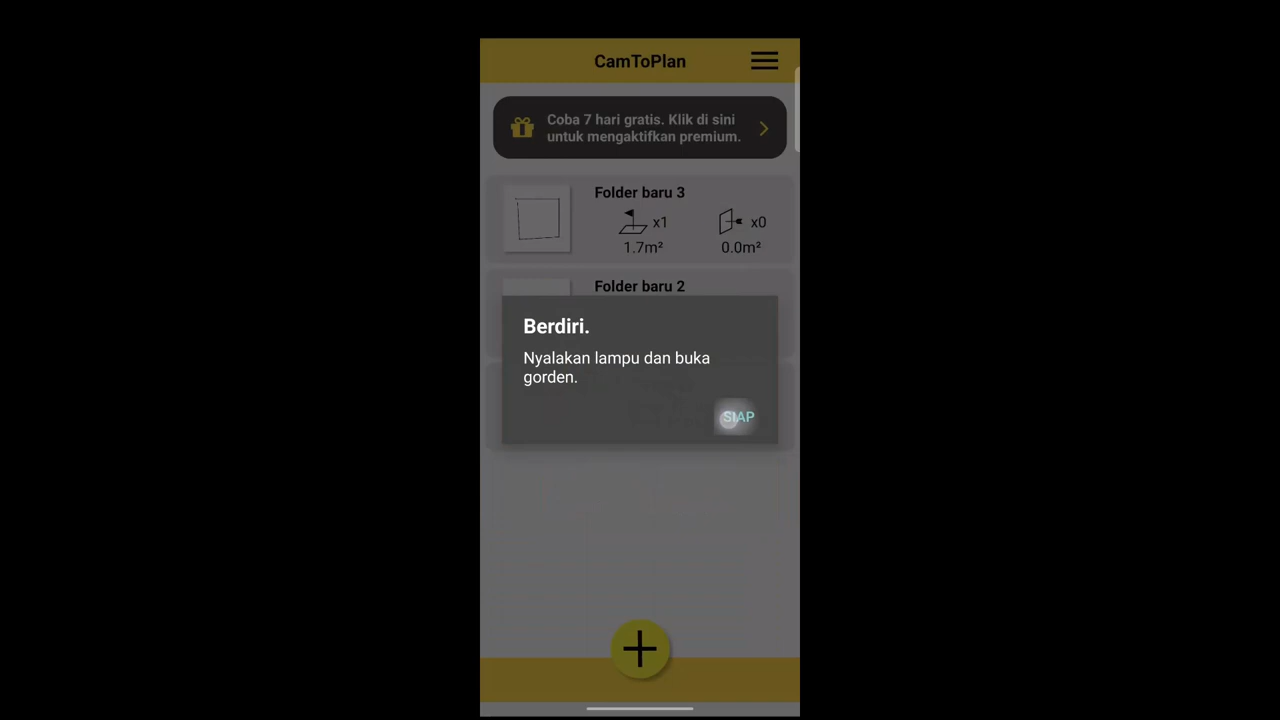 CamToPlan
Coba 7 hari gratis. Klik di sini
untuk mengaktifkan premium.
Folder baru 3
x1
x0
1.7m²
0.0m²
Folder baru 2
Berdiri.
Nyalakan lampu dan buka
gorden.
SIAP